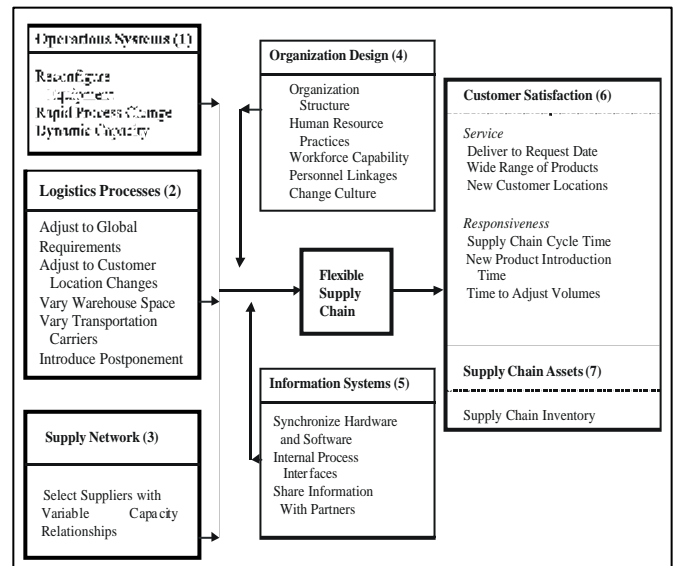 Operations Systems (1)
Reconfigure
Equipment
Rapid Process Change
Dynamic Capacity
Logistics Processes (2)
Adjust to Global
Requirements
Adjust to Customer
Location Changes
Vary Warehouse Space
Vary Transportation
Carriers
Introduce Postponement
Supply Network (3)
Select Suppliers with
Variable Capacity
Relationships
Organization Design (4)
Organization
Structure
Human Resource
Practices
Workforce Capability
Personnel Linkages
Change Culture
Flexible
Supply
Chain
Information Systems (5)
Synchronize Hardware
and Software
Internal Process
Interfaces
Share Information
With Partners
Customer Satisfaction (6)
Service
Deliver to Request Date
Wide Range of Products
New Customer Locations
Responsiveness
Supply Chain Cycle Time
New Product Introduction
Time
Time to Adjust Volumes
Supply Chain Assets (7)
Supply Chain Inventory